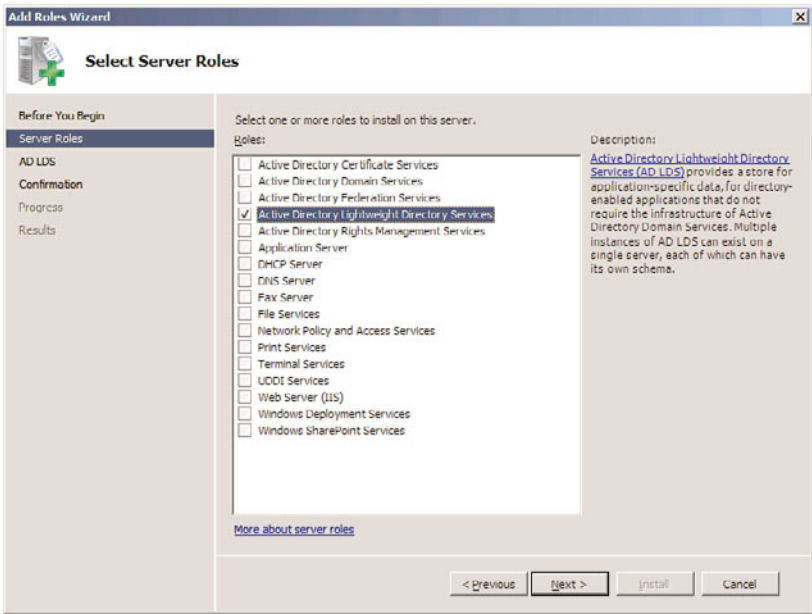 Add Roles Wizard
Select Server Roles
Before You Begin
Server Roles
AD LDS
Confirmation
Progress
Results
Select one or more roles to install on this server.
Roles:
Active Directory Certificate Services
Active Directory Domain Services
Active Directory Federation Services
Active Directory Lightweight Directory Services
Active Directory Rights Management Services
Application Server
DHCP Server
DNS Server
Fax Server
File Services
Network Policy and Access Services
Print Services
Terminal Services
UDDI Services
Web Server (IIS)
Windows Deployment Services
Windows SharePoint Services
More about server roles
Description:
Active Directory Lightweight Directory
Services (AD LDS) provides a store for
application-specific data, for directory-
enabled applications that do not
require the infrastructure of Active
Directory Domain Services. Multiple
instances of AD LDS can exist on a
single server, each of which can have
its own schema.
< Previous
Next >
Install
Cancel